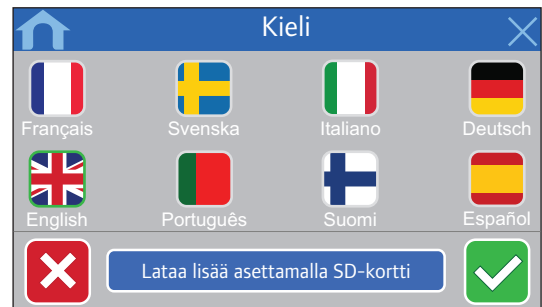 Kieli
Français Svenska Italiano Deutsch
English Português Suomi Español
Lataa lisää asettamalla SD-kortti